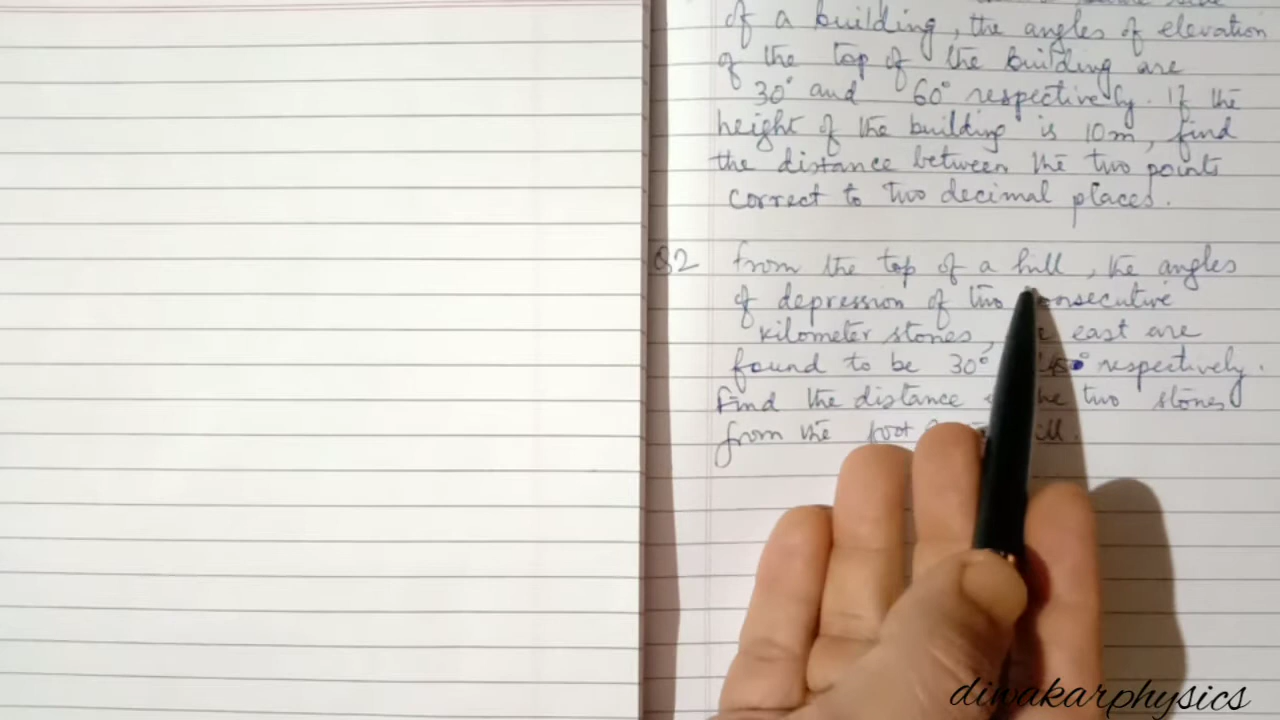 of a building, the angles of elevation
of the top of the building are
30° and 60° respectively. If the
height of the building is 10m, find
the distance between the two points
correct to two decimal places.
Q2 From the top of a hill, the angles
of depression of two consecutive
kilometer stones, east are
found to be 30° 45° respectively.
Find the distance two stones
from the foot
diwakarphysics